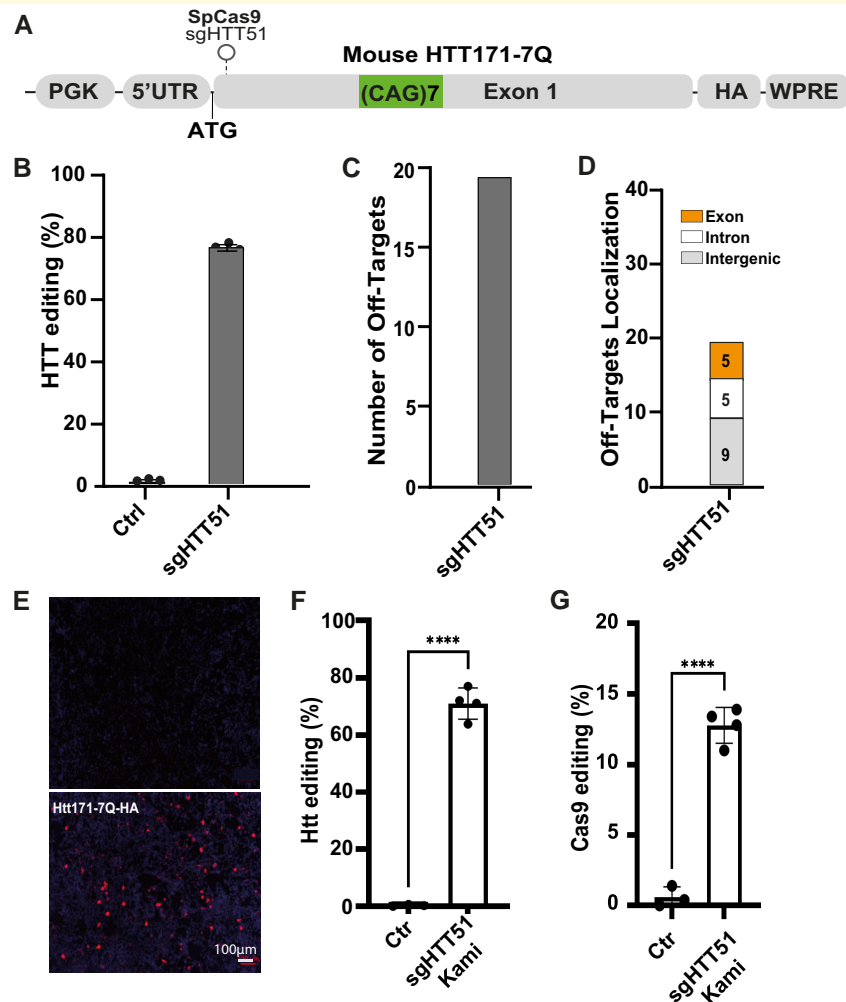 A
SpCas9
sgHTT51
Mouse HTT171-7Q
PGK
5'UTR
(CAG)7
Exon 1
HA
WPRE
ATG
B
HTT editing (%)
100
80
60
40
20
0
Ctrl
sgHTT51
C
Number of Off-Targets
20
15
10
5
0
sgHTT51
D
Off-Targets Localization
40
30
20
10
0
Exon
Intron
Intergenic
5
5
9
sgHTT51
E
Htt171-7Q-HA
100µm
F
Htt editing (%)
100
80
60
40
20
0
****
Ctr
sgHTT51
Kami
G
Cas9 editing (%)
20
15
10
5
0
****
Ctr
sgHTT51
Kami